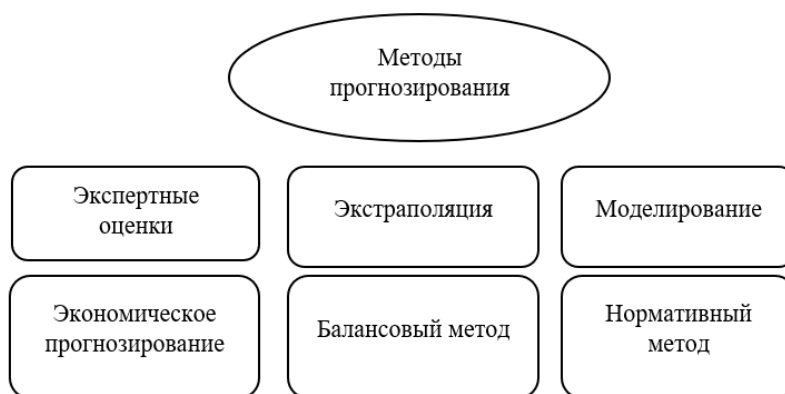 Методы
прогнозирования
Экспертные
оценки
Экстраполяция
Моделирование
Экономическое
прогнозирование
Балансовый метод
Нормативный
метод